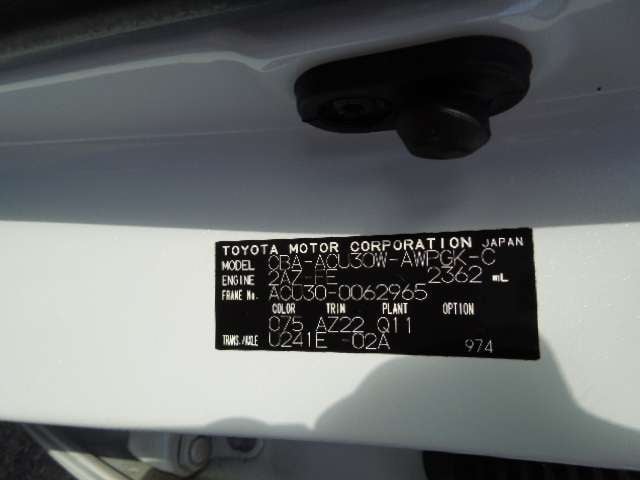 TOYOTA MOTOR CORPORATION JAPAN
MODEL CBA-ACU30W-AWPGK-C
ENGINE 2AZ-FE 2362 mL
FRAME No. ACU30-0062965
COLOR TRIM PLANT OPTION
075 AZ22 Q11
TRANS./AXLE U241E -02A 974